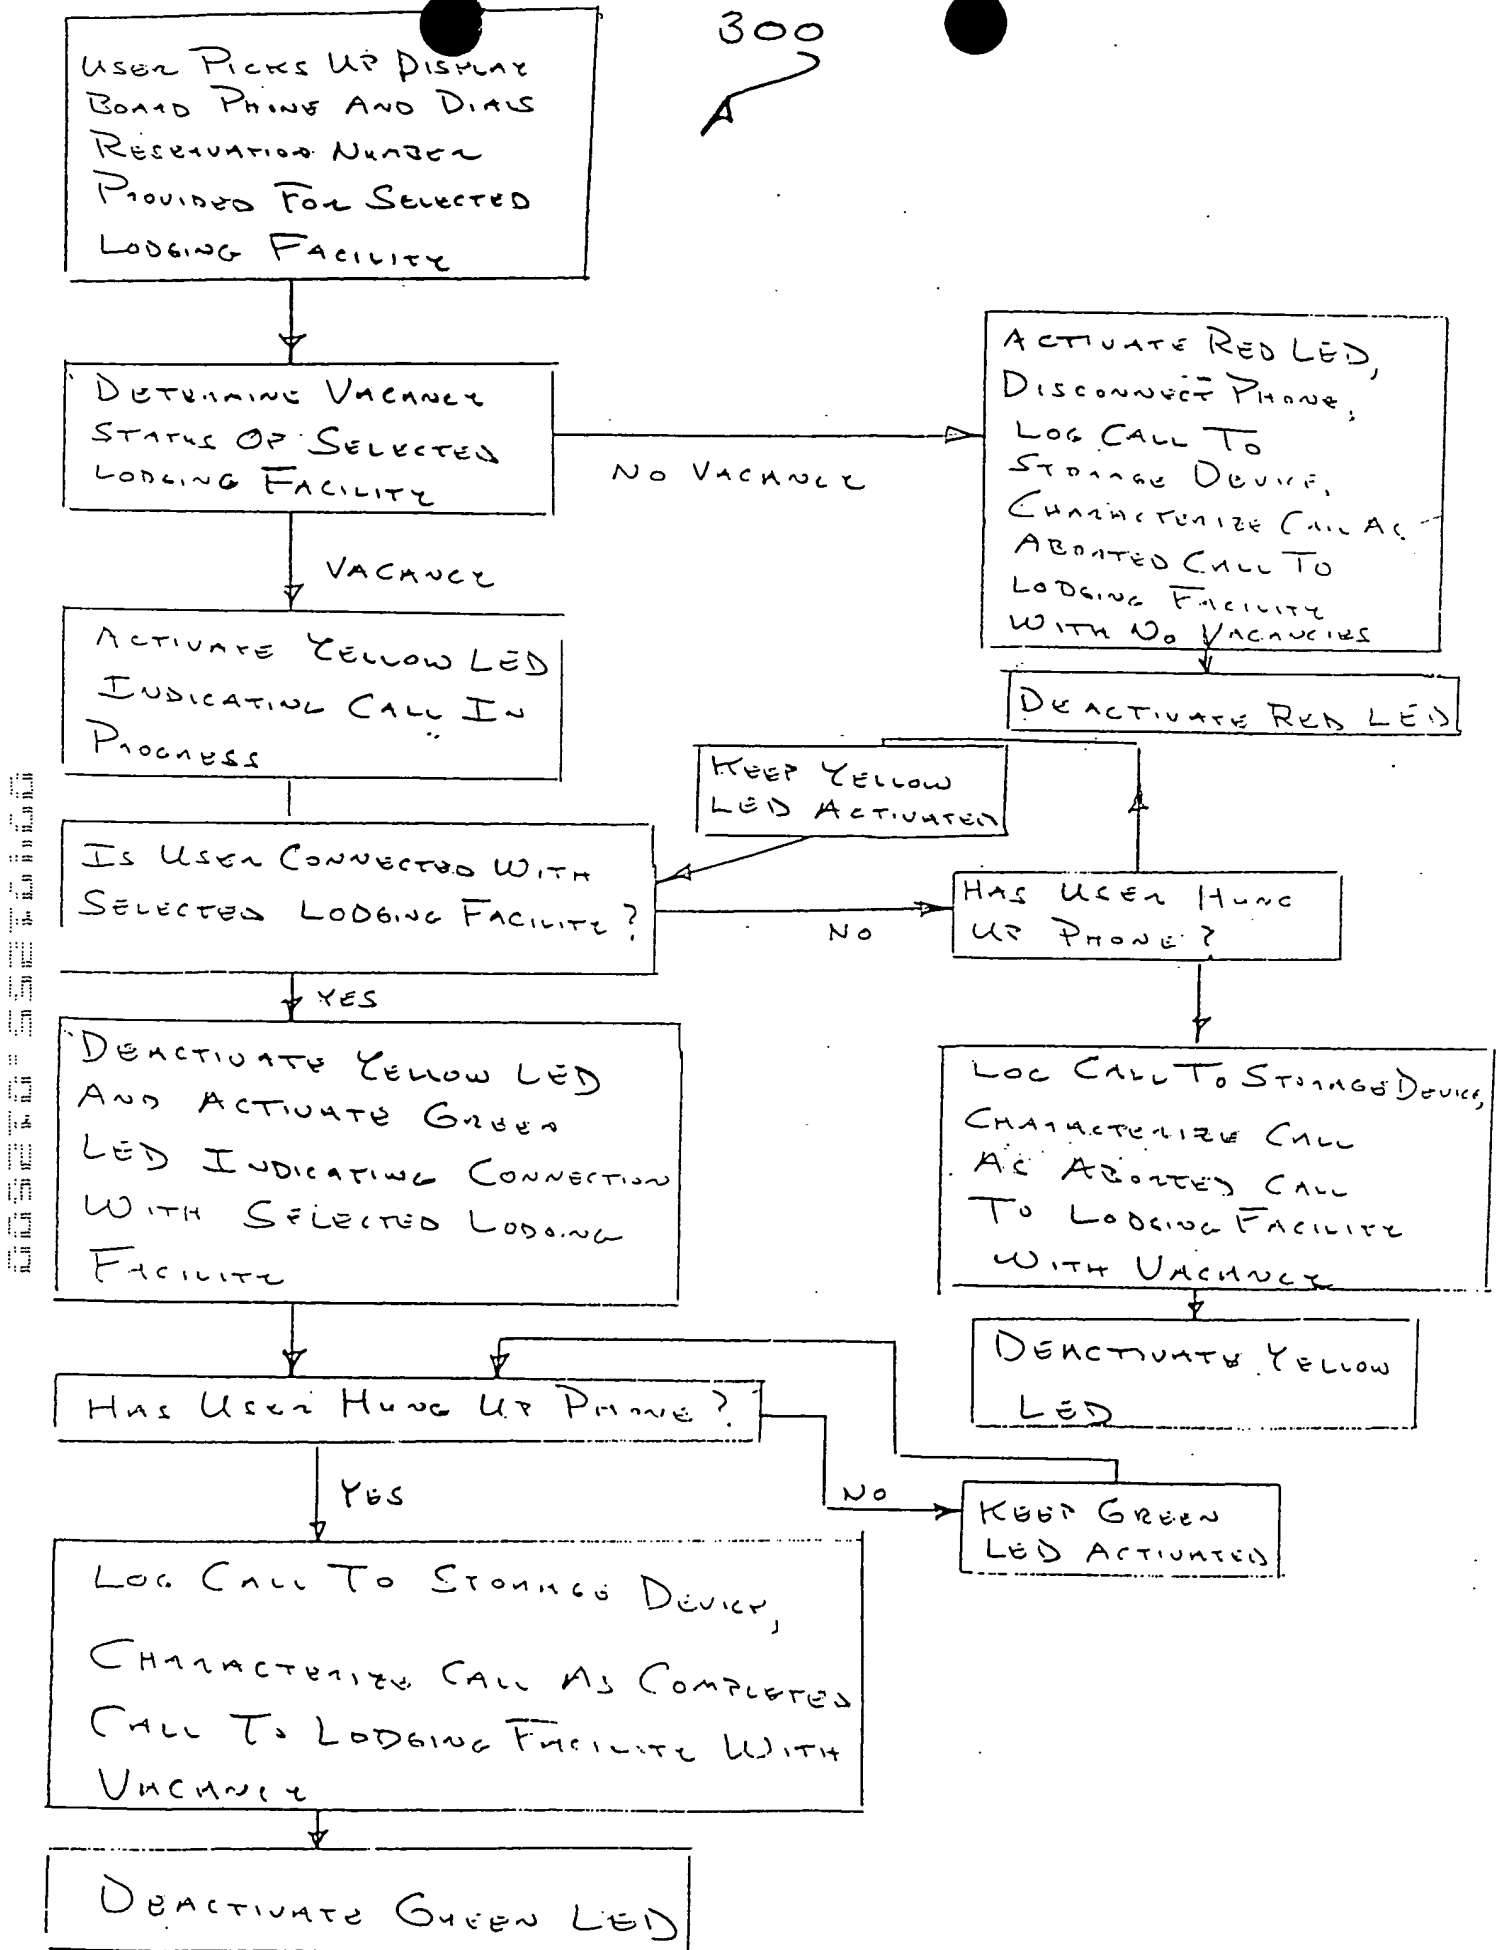 300
USER PICKS UP DISPLAY
BOARD PHONE AND DIALS
RESERVATION NUMBER
PROVIDED FOR SELECTED
LODGING FACILITY
DETERMINE VACANCY
STATUS OF SELECTED
LODGING FACILITY
NO VACANCY
ACTIVATE RED LED,
DISCONNECT PHONE,
LOG CALL TO
STORAGE DEVICE,
CHARACTERIZE CALL AS
ABORTED CALL TO
LODGING FACILITY
WITH NO VACANCIES
DEACTIVATE RED LED
VACANCY
ACTIVATE YELLOW LED
INDICATING CALL IN
PROGRESS
KEEP YELLOW
LED ACTIVATED
IS USER CONNECTED WITH
SELECTED LODGING FACILITY?
NO
HAS USER HUNG
UP PHONE?
YES
DEACTIVATE YELLOW LED
AND ACTIVATE GREEN
LED INDICATING CONNECTION
WITH SELECTED LODGING
FACILITY
LOG CALL TO STORAGE DEVICE,
CHARACTERIZE CALL
AS ABORTED CALL
TO LODGING FACILITY
WITH VACANCY
DEACTIVATE YELLOW
LED
HAS USER HUNG UP PHONE?
NO
KEEP GREEN
LED ACTIVATED
YES
LOG CALL TO STORAGE DEVICE,
CHARACTERIZE CALL AS COMPLETED
CALL TO LODGING FACILITY WITH
VACANCY
DEACTIVATE GREEN LED